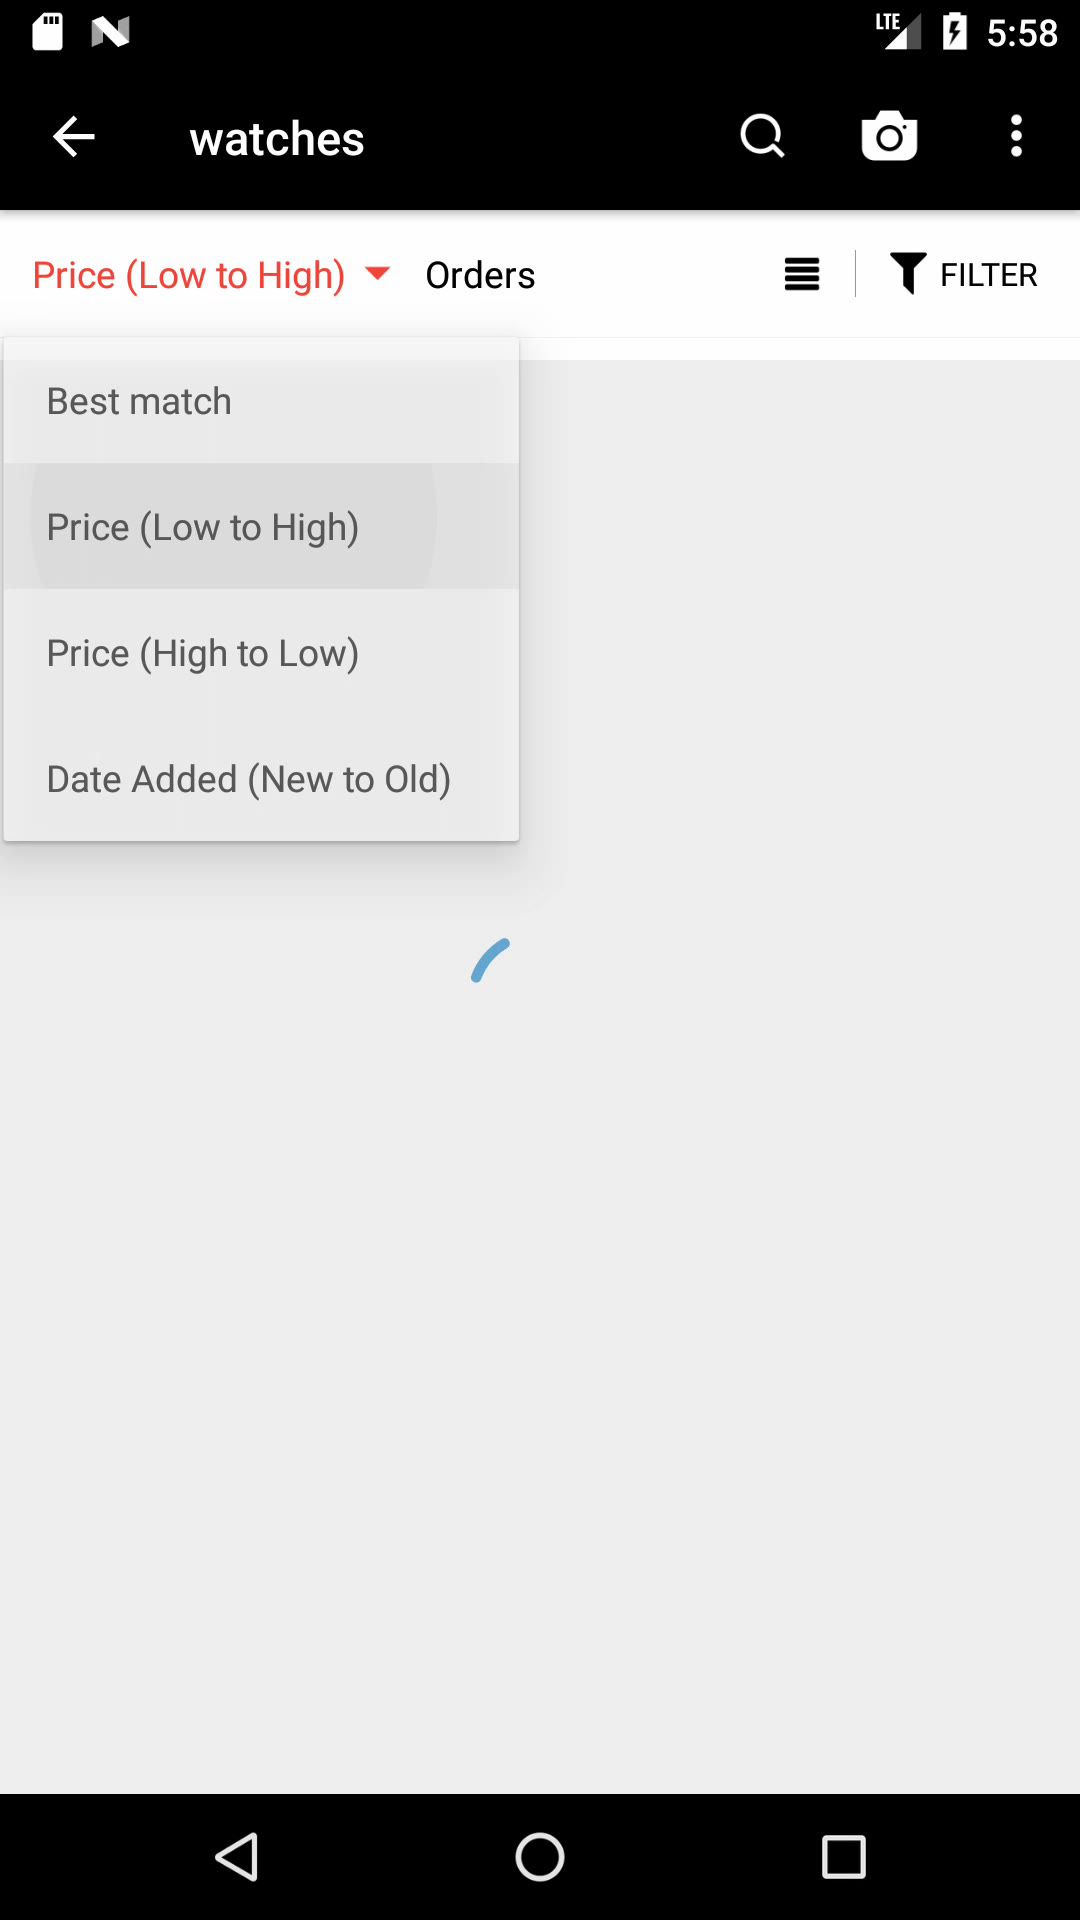 LTE 5:58
watches
Price (Low to High) Orders FILTER
Best match
Price (Low to High)
Price (High to Low)
Date Added (New to Old)